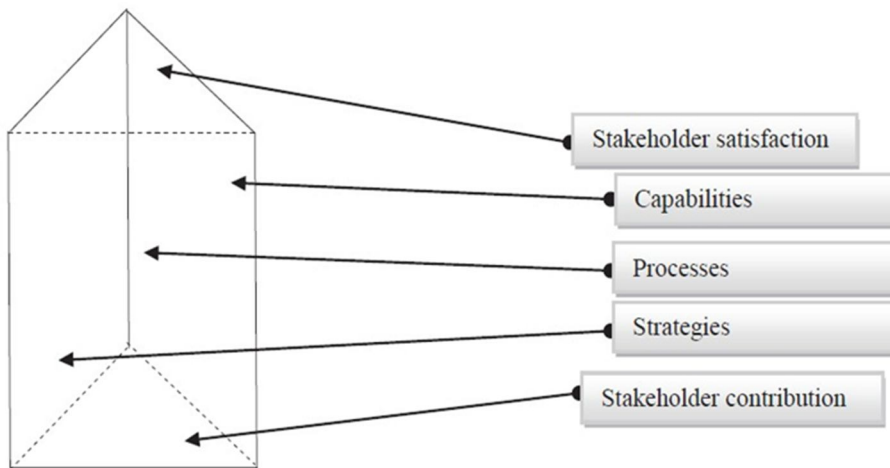 Stakeholder satisfaction
Capabilities
Processes
Strategies
Stakeholder contribution